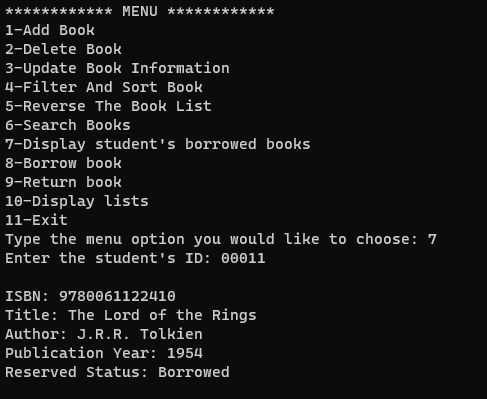 ************ MENU ************
1-Add Book
2-Delete Book
3-Update Book Information
4-Filter And Sort Book
5-Reverse The Book List
6-Search Books
7-Display student's borrowed books
8-Borrow book
9-Return book
10-Display lists
11-Exit
Type the menu option you would like to choose: 7
Enter the student's ID: 00011
ISBN: 9780061122410
Title: The Lord of the Rings
Author: J.R.R. Tolkien
Publication Year: 1954
Reserved Status: Borrowed